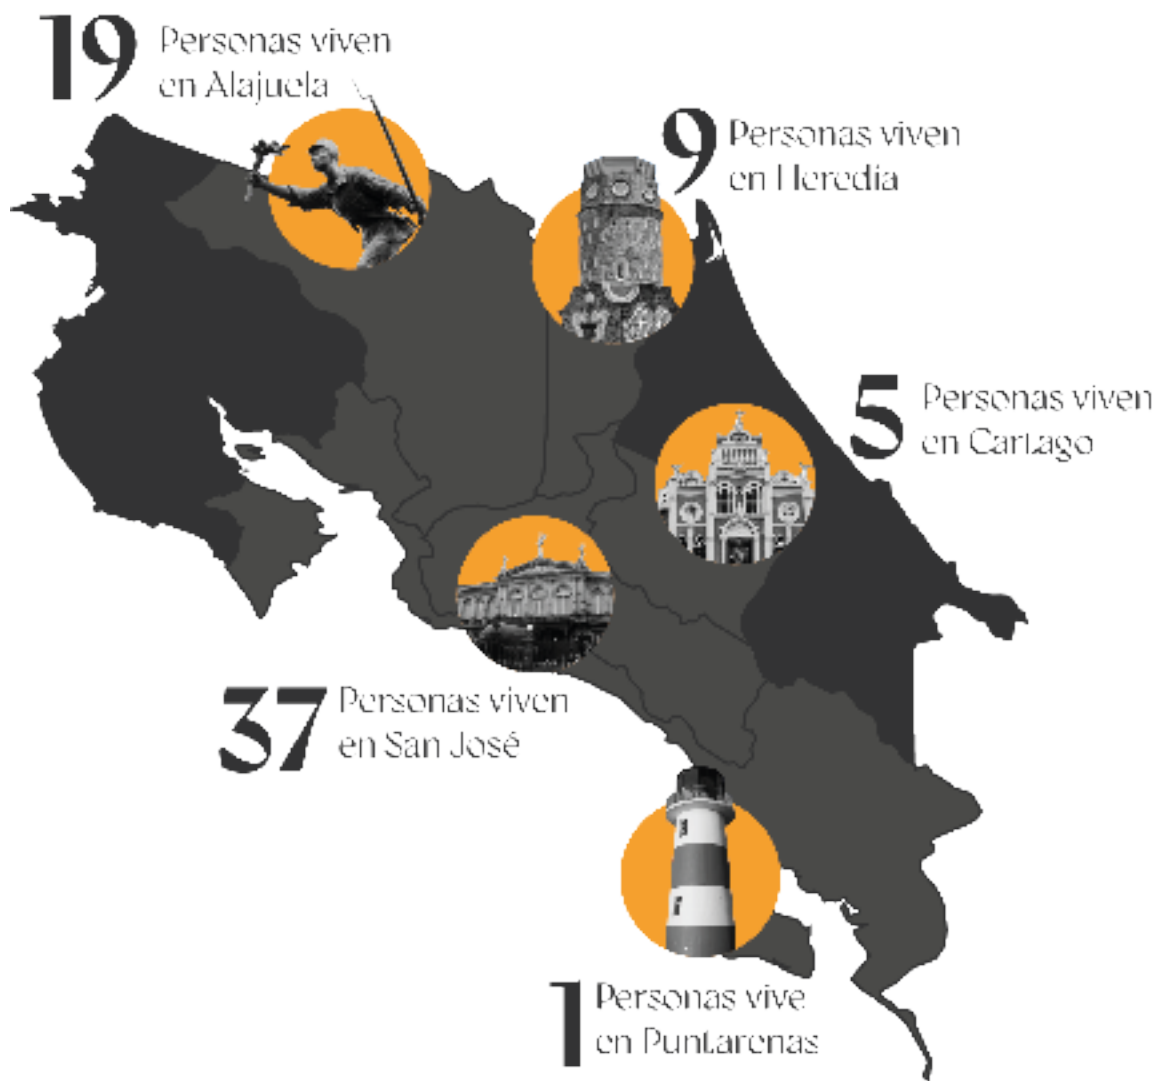 19 Personas viven
en Alajuela
9 Personas viven
en Heredia
5 Personas viven
en Cartago
37 Personas viven
en San José
1 Personas vive
en Puntarenas